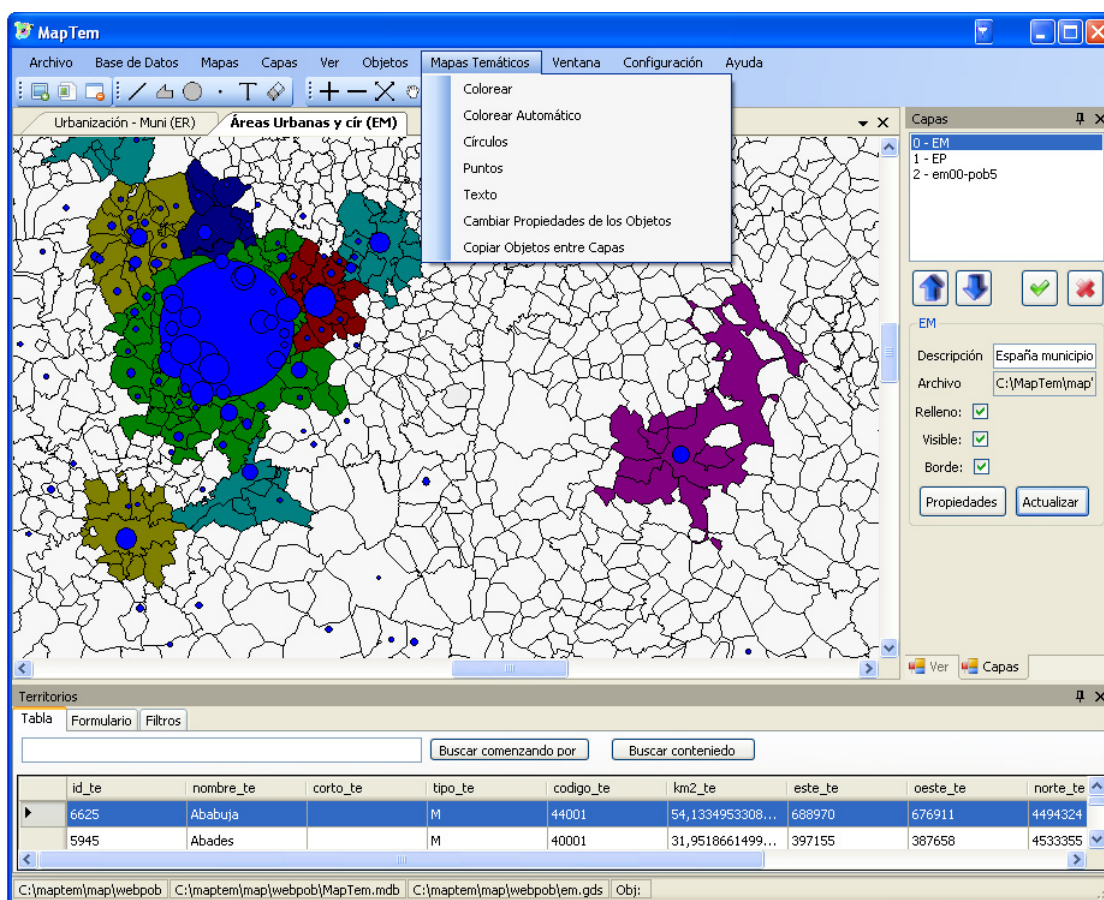 MapTem
Archivo Base de Datos Mapas Capas Ver Objetos Mapas Temáticos Ventana Configuración Ayuda
T
Colorear
Colorear Automático
Círculos
Puntos
Texto
Cambiar Propiedades de los Objetos
Copiar Objetos entre Capas
Urbanización - Muni (ER) Áreas Urbanas y cír (EM)
Capas
0 - EM
1 - EP
2 - em00-pob5
EM
Descripción España municipio
Archivo C:\MapTem\map'
Relleno:
Visible:
Borde:
Propiedades Actualizar
Ver Capas
Territorios
Tabla Formulario Filtros
Buscar comenzando por Buscar conteniedo
id_te nombre_te corto_te tipo_te codigo_te km2_te este_te oeste_te norte_te
6625 Ababuja M 44001 54,1334953308... 688970 676911 4494324
5945 Abades M 40001 31,9518661499... 397155 387658 4533355
C:\maptem\map\webpob C:\maptem\map\webpob\MapTem.mdb C:\maptem\map\webpob\em.gds Obj: